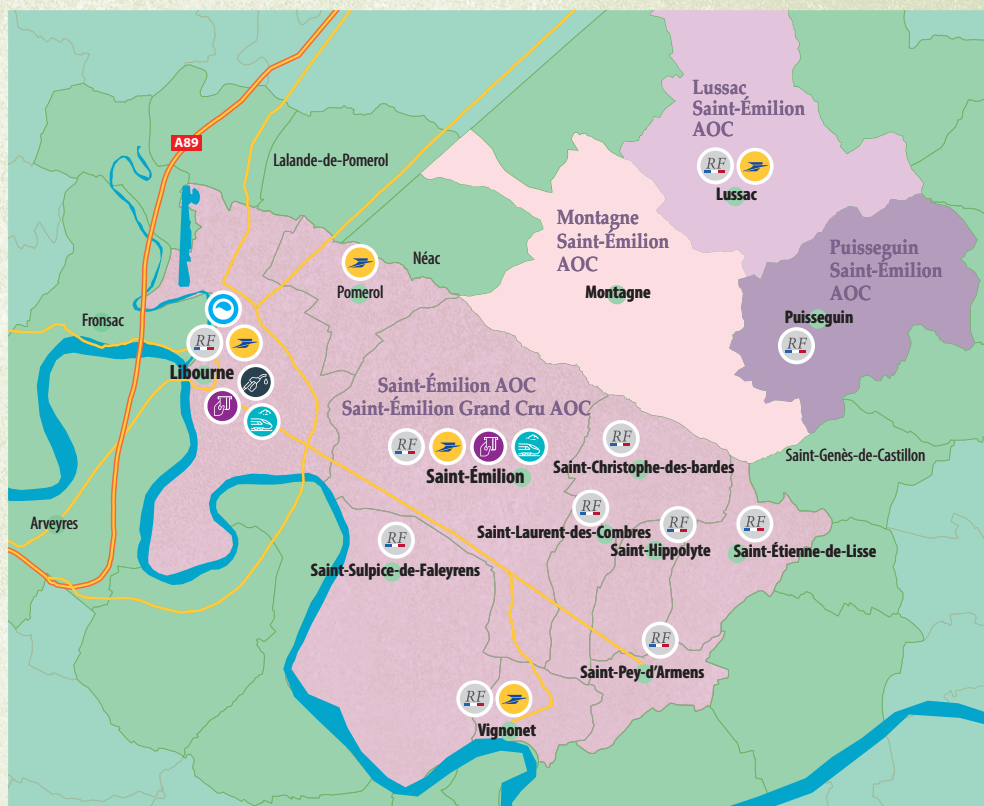 Lussac
Saint-Émilion
AOC
A89
Lalande-de-Pomerol
RF
Lussac
Montagne
Saint-Émilion
AOC
Puisseguin
Saint-Émilion
AOC
Néac
Pomerol
Montagne
Puisseguin
Fronsac
RF
RF
Libourne
Saint-Émilion AOC
Saint-Émilion Grand Cru AOC
RF
RF
Saint-Genès-de-Castillon
Saint-Christophe-des-bardes
Saint-Émilion
RF
RF
RF
Arveyres
Saint-Laurent-des-Combres
RF
Saint-Hippolyte
Saint-Étienne-de-Lisse
Saint-Sulpice-de-Faleyrens
RF
Saint-Pey-d'Armens
RF
Vignonet